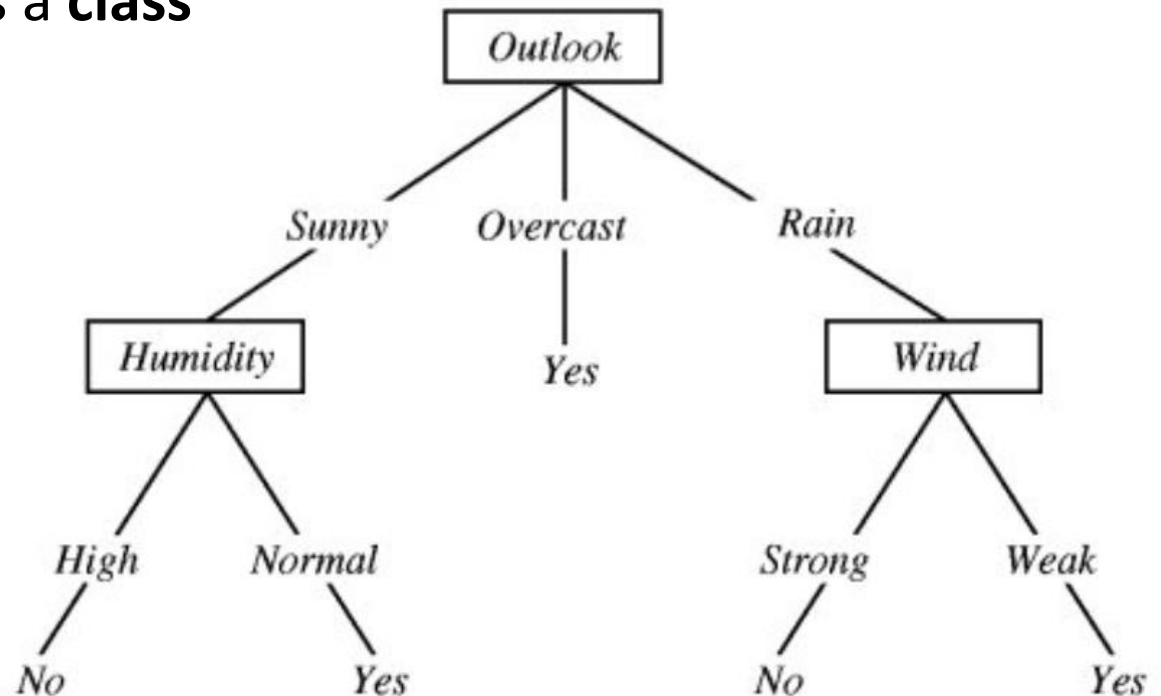 s a class
Outlook
Sunny Overcast Rain
Humidity Yes Wind
High Normal Strong Weak
No Yes No Yes